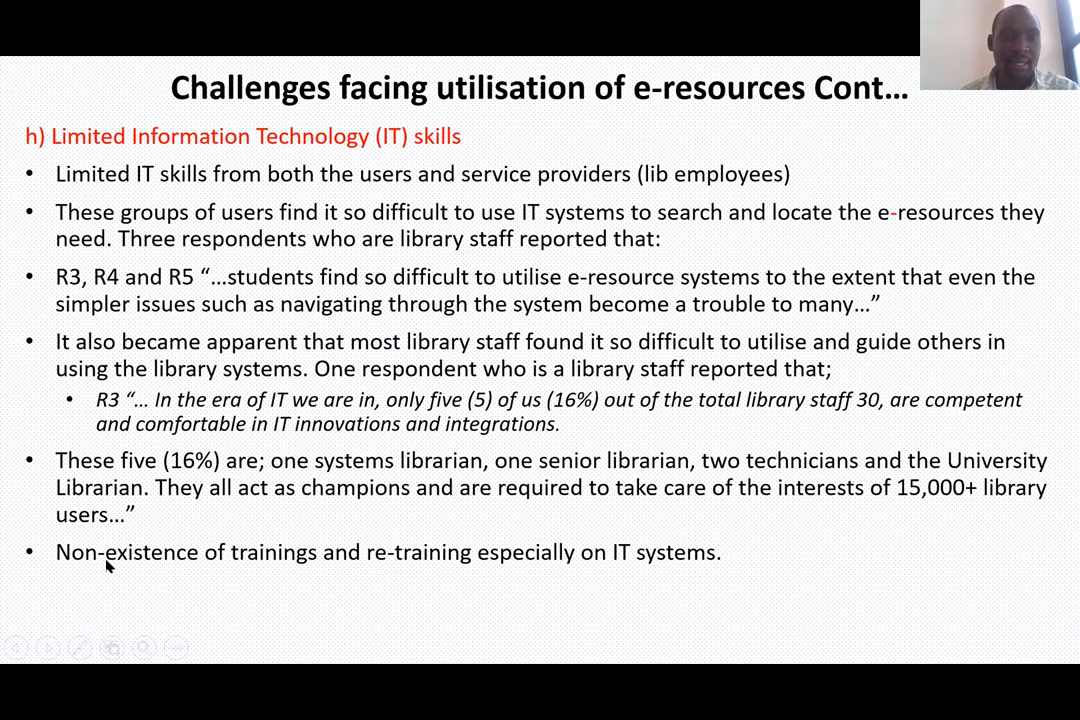 Challenges facing utilisation of e-resources Cont...
h) Limited Information Technology (IT) skills
• Limited IT skills from both the users and service providers (lib employees)
• These groups of users find it so difficult to use IT systems to search and locate the e-resources they
need. Three respondents who are library staff reported that:
• R3, R4 and R5 “…students find so difficult to utilise e-resource systems to the extent that even the
simpler issues such as navigating through the system become a trouble to many…”
• It also became apparent that most library staff found it so difficult to utilise and guide others in
using the library systems. One respondent who is a library staff reported that;
• R3 “… In the era of IT we are in, only five (5) of us (16%) out of the total library staff 30, are competent
and comfortable in IT innovations and integrations.
• These five (16%) are; one systems librarian, one senior librarian, two technicians and the University
Librarian. They all act as champions and are required to take care of the interests of 15,000+ library
users…”
• Non-existence of trainings and re-training especially on IT systems.